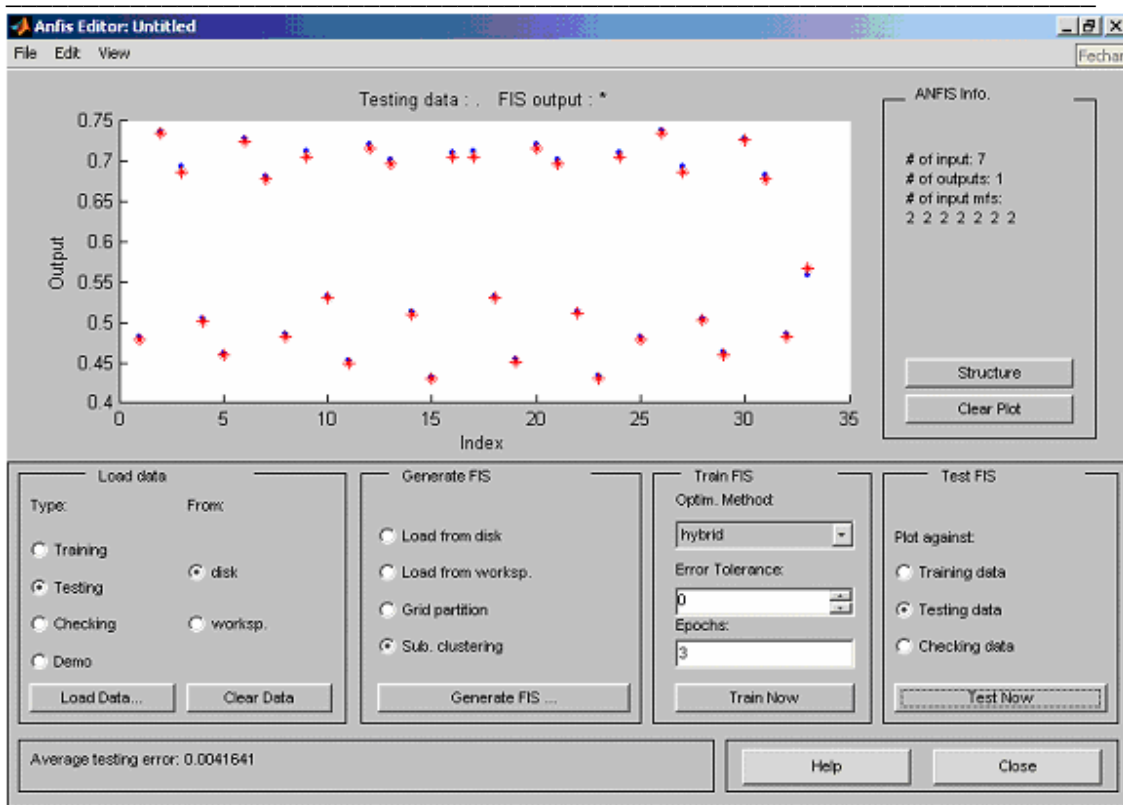 Anfis Editor: Untitled
File Edit View
Fechar
Testing data : . FIS output : *
0.75
0.7
0.65
0.6
0.55
0.5
0.45
0.4
Output
0 5 10 15 20 25 30 35
Index
ANFIS Info.
# of input: 7
# of outputs: 1
# of input mfs:
2 2 2 2 2 2 2
Structure
Clear Plot
Load data
Type: From:
Training
Testing
Checking
Demo
disk
worksp.
Load Data... Clear Data
Generate FIS
Load from disk
Load from worksp.
Grid partition
Sub. clustering
Generate FIS ...
Train FIS
Optim. Method:
hybrid
Error Tolerance:
0
Epochs:
3
Train Now
Test FIS
Plot against:
Training data
Testing data
Checking data
Test Now
Average testing error: 0.0041641
Help Close